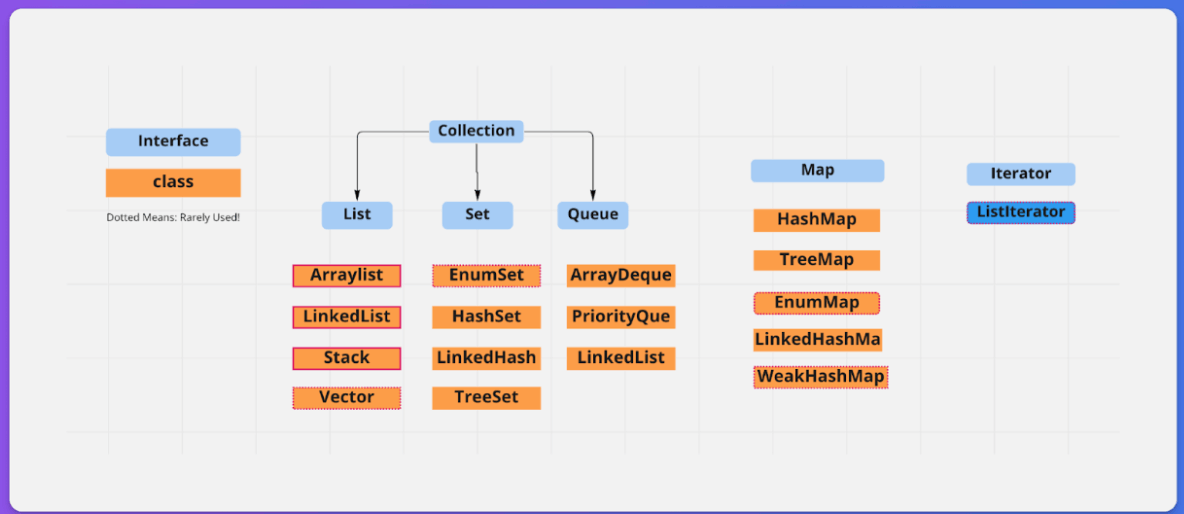 Interface
class
Dotted Means: Rarely Used!
Collection
List
Set
Queue
Arraylist
LinkedList
Stack
Vector
EnumSet
HashSet
LinkedHash
TreeSet
ArrayDeque
PriorityQue
LinkedList
Map
HashMap
TreeMap
EnumMap
LinkedHashMa
WeakHashMap
Iterator
ListIterator